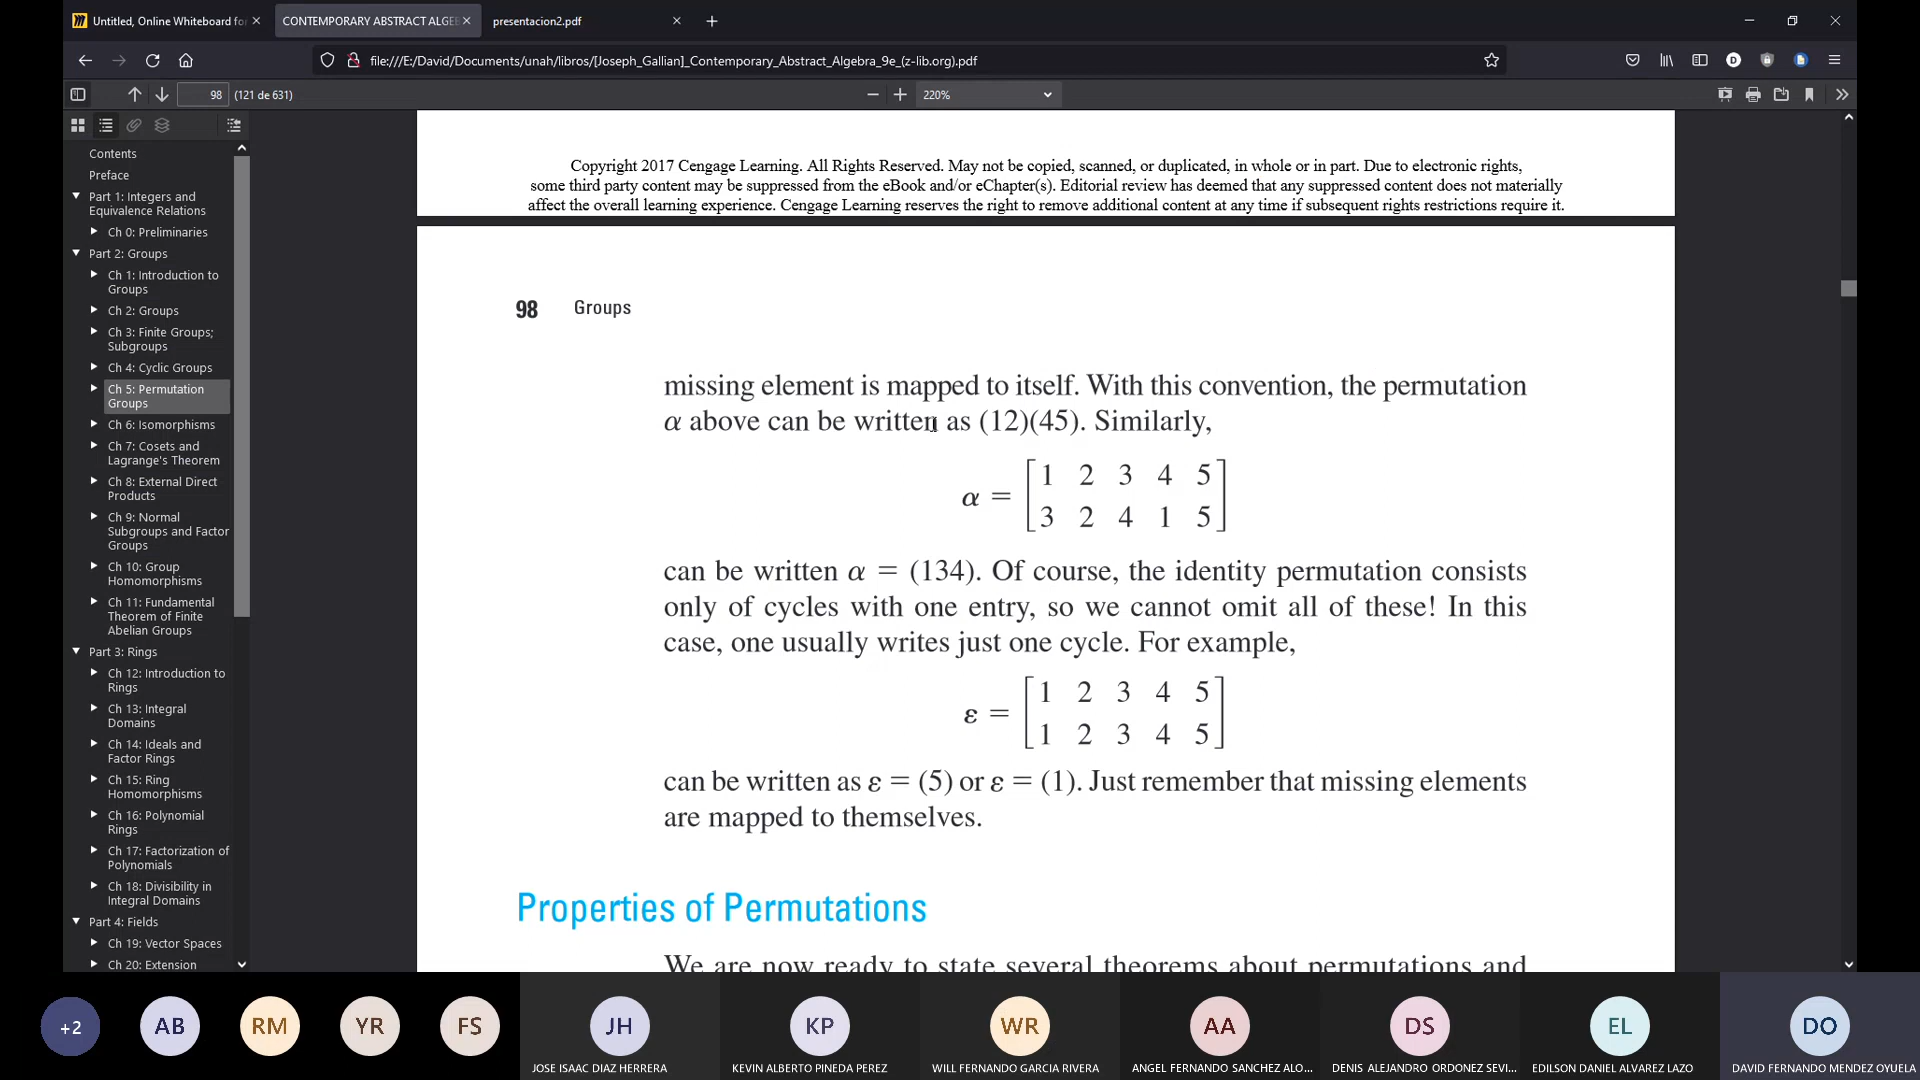 Untitled, Online Whiteboard for
CONTEMPORARY ABSTRACT ALGEB
presentacion2.pdf
file:///E:/David/Documents/unah/libros/[Joseph_Gallian]_Contemporary_Abstract_Algebra_9e_(z-lib.org).pdf
98 (121 de 631)
220%
Contents
Preface
Part 1: Integers and
Equivalence Relations
Ch 0: Preliminaries
Part 2: Groups
Ch 1: Introduction to
Groups
Ch 2: Groups
Ch 3: Finite Groups;
Subgroups
Ch 4: Cyclic Groups
Ch 5: Permutation
Groups
Ch 6: Isomorphisms
Ch 7: Cosets and
Lagrange's Theorem
Ch 8: External Direct
Products
Ch 9: Normal
Subgroups and Factor
Groups
Ch 10: Group
Homomorphisms
Ch 11: Fundamental
Theorem of Finite
Abelian Groups
Part 3: Rings
Ch 12: Introduction to
Rings
Ch 13: Integral
Domains
Ch 14: Ideals and
Factor Rings
Ch 15: Ring
Homomorphisms
Ch 16: Polynomial
Rings
Ch 17: Factorization of
Polynomials
Ch 18: Divisibility in
Integral Domains
Part 4: Fields
Ch 19: Vector Spaces
Ch 20: Extension
Copyright 2017 Cengage Learning. All Rights Reserved. May not be copied, scanned, or duplicated, in whole or in part. Due to electronic rights,
some third party content may be suppressed from the eBook and/or eChapter(s). Editorial review has deemed that any suppressed content does not materially
affect the overall learning experience. Cengage Learning reserves the right to remove additional content at any time if subsequent rights restrictions require it.
98 Groups
missing element is mapped to itself. With this convention, the permutation
α above can be written as (12)(45). Similarly,
α = [1 2 3 4 5
3 2 4 1 5]
can be written α = (134). Of course, the identity permutation consists
only of cycles with one entry, so we cannot omit all of these! In this
case, one usually writes just one cycle. For example,
ε = [1 2 3 4 5
1 2 3 4 5]
can be written as ε = (5) or ε = (1). Just remember that missing elements
are mapped to themselves.
Properties of Permutations
We are now ready to state several theorems about permutations and
+2
AB
RM
YR
FS
JH
KP
WR
AA
DS
EL
DO
JOSE ISAAC DIAZ HERRERA
KEVIN ALBERTO PINEDA PEREZ
WILL FERNANDO GARCIA RIVERA
ANGEL FERNANDO SANCHEZ ALO...
DENIS ALEJANDRO ORDONEZ SEVI...
EDILSON DANIEL ALVAREZ LAZO
DAVID FERNANDO MENDEZ OYUELA